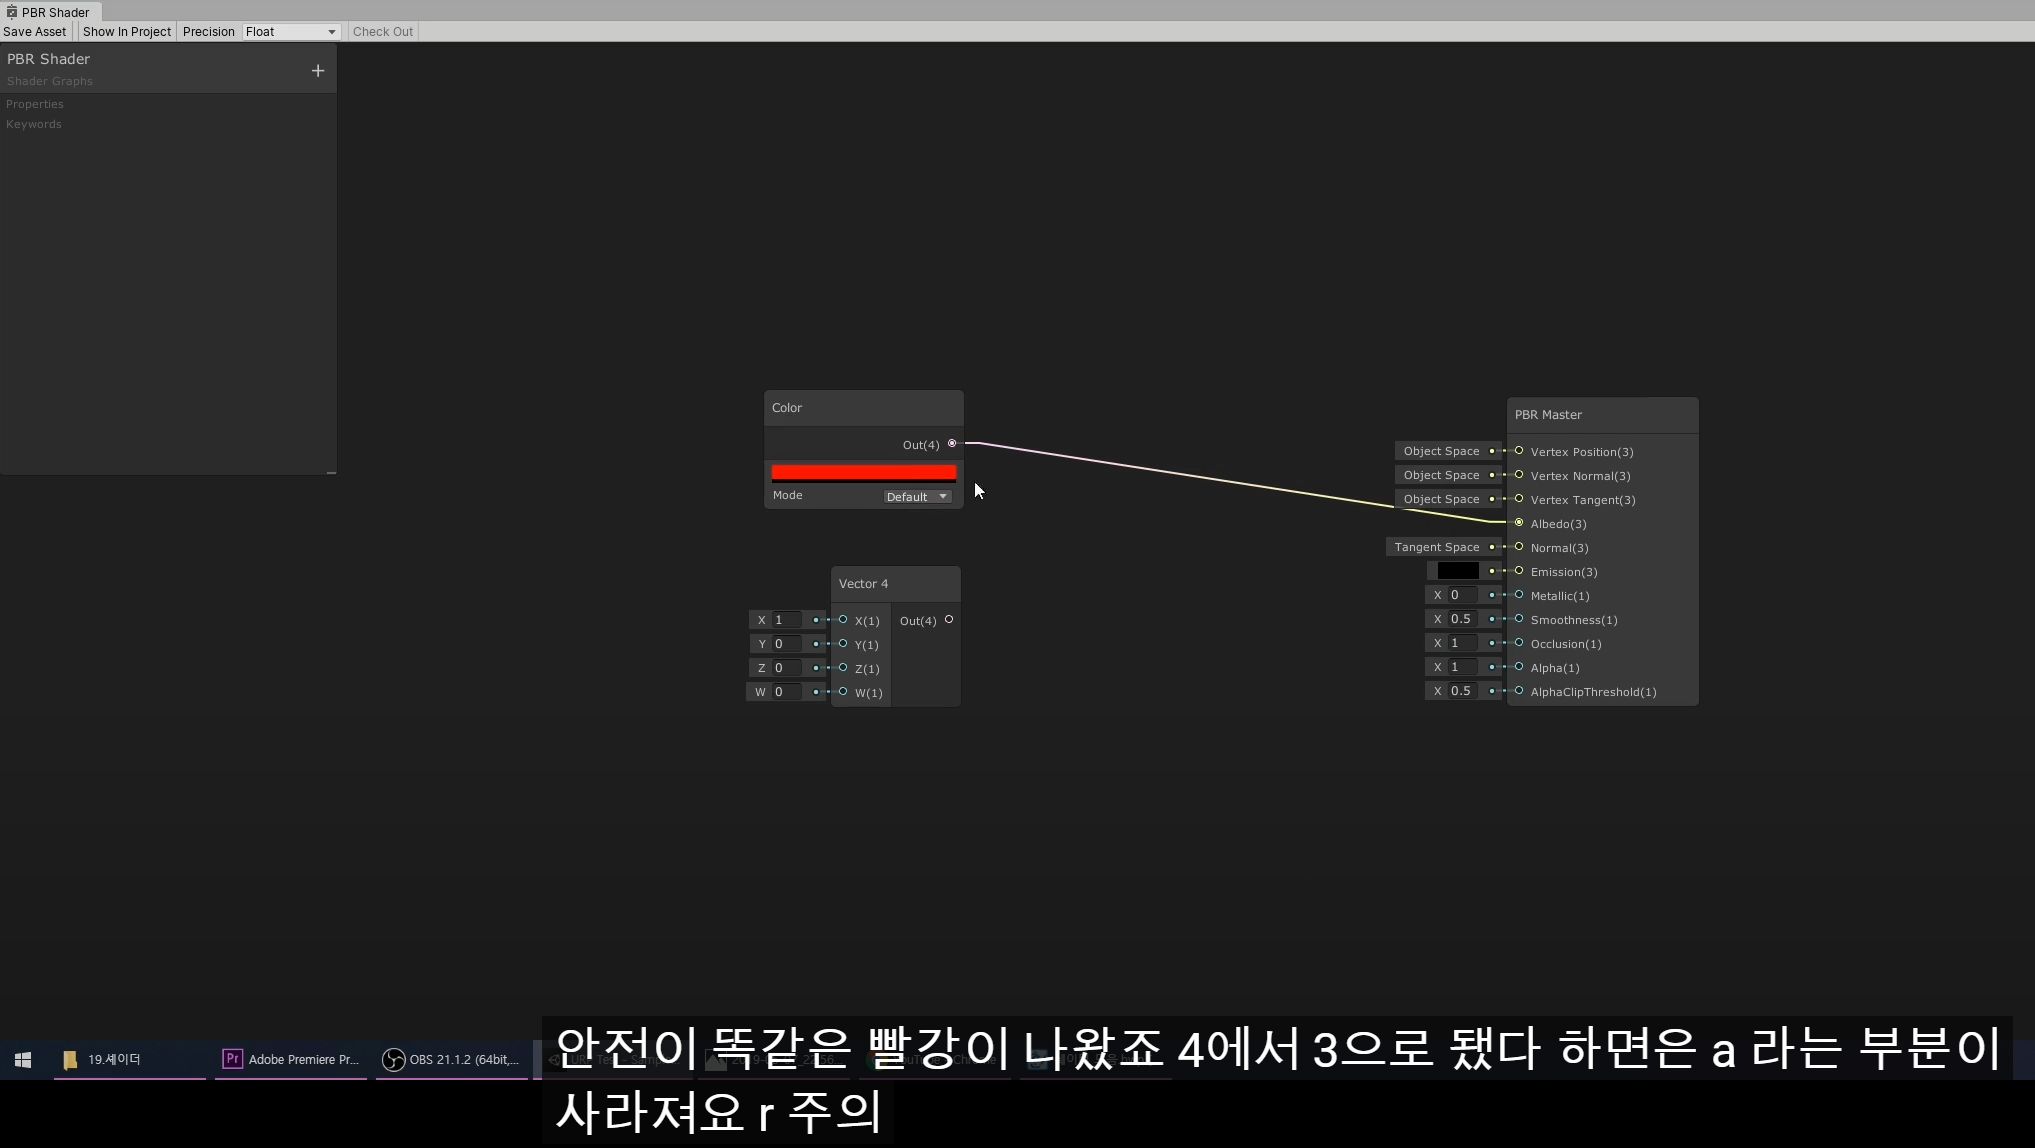 PBR Shader
Save Asset Show In Project Precision Float Check Out
PBR Shader
Shader Graphs
Properties
Keywords
Color
Out(4)
Mode Default
Vector 4
X 1 X(1) Out(4)
Y 0 Y(1)
Z 0 Z(1)
W 0 W(1)
PBR Master
Object Space Vertex Position(3)
Object Space Vertex Normal(3)
Object Space Vertex Tangent(3)
Albedo(3)
Tangent Space Normal(3)
Emission(3)
X 0 Metallic(1)
X 0.5 Smoothness(1)
X 1 Occlusion(1)
X 1 Alpha(1)
X 0.5 AlphaClipThreshold(1)
19.셰이더 Adobe Premiere Pr... OBS 21.1.2 (64bit,...
안전이 똑같은 빨강이 나왔죠 4에서 3으로 됐다 하면은 a 라는 부분이
사라져요 r 주의